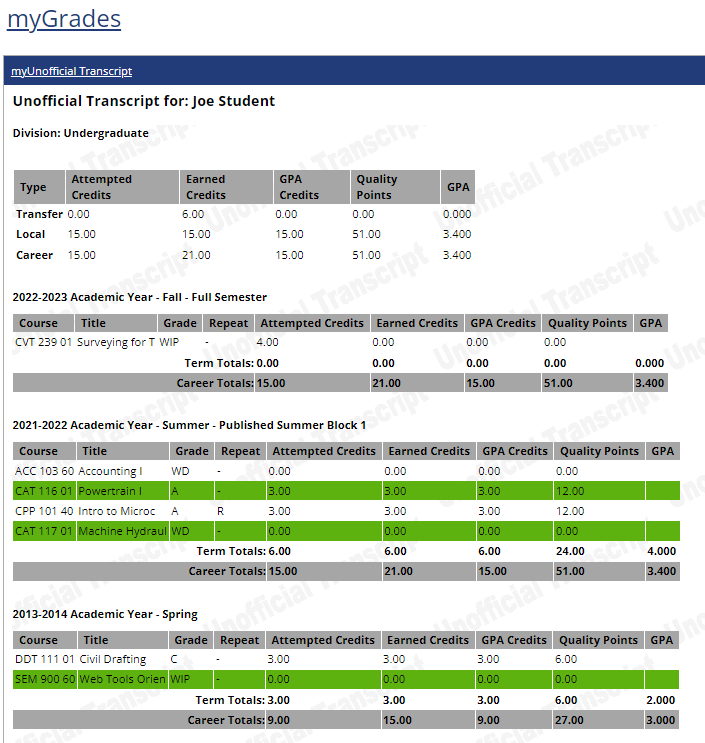 myGrades
myUnofficial Transcript
Unofficial Transcript for: Joe Student
Division: Undergraduate
Type Attempted Credits Earned Credits GPA Credits Quality Points GPA
Transfer 0.00 6.00 0.00 0.00 0.000
Local 15.00 15.00 15.00 51.00 3.400
Career 15.00 21.00 15.00 51.00 3.400
2022-2023 Academic Year - Fall - Full Semester
Course Title Grade Repeat Attempted Credits Earned Credits GPA Credits Quality Points GPA
CVT 239 01 Surveying for T WIP - 4.00 0.00 0.00 0.00
Term Totals: 0.00 0.00 0.00 0.00 0.000
Career Totals: 15.00 21.00 15.00 51.00 3.400
2021-2022 Academic Year - Summer - Published Summer Block 1
Course Title Grade Repeat Attempted Credits Earned Credits GPA Credits Quality Points GPA
ACC 103 60 Accounting I WD - 0.00 0.00 0.00 0.00
CAT 116 01 Powertrain I A - 3.00 3.00 3.00 12.00
CPP 101 40 Intro to Microc A R 3.00 3.00 3.00 12.00
CAT 117 01 Machine Hydraul WD - 0.00 0.00 0.00 0.00
Term Totals: 6.00 6.00 6.00 24.00 4.000
Career Totals: 15.00 21.00 15.00 51.00 3.400
2013-2014 Academic Year - Spring
Course Title Grade Repeat Attempted Credits Earned Credits GPA Credits Quality Points GPA
DDT 111 01 Civil Drafting C - 3.00 3.00 3.00 6.00
SEM 900 60 Web Tools Orien WIP - 0.00 0.00 0.00 0.00
Term Totals: 3.00 3.00 3.00 6.00 2.000
Career Totals: 9.00 15.00 9.00 27.00 3.000
Unofficial Transcript